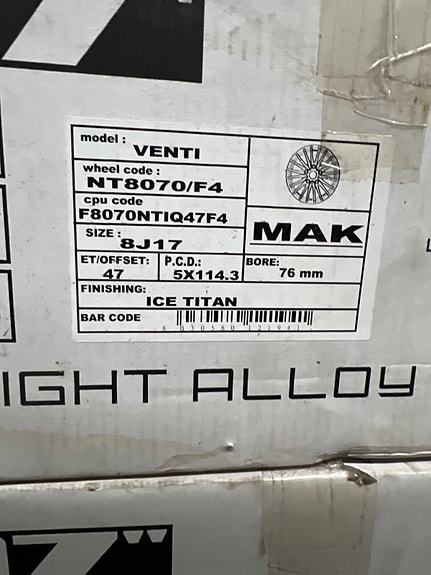 model :
VENTI
wheel code :
NT8070/F4
cpu code
F8070NTIQ47F4
SIZE :
8J17
MAK
ET/OFFSET:
47
P.C.D.:
5X114.3
BORE:
76 mm
FINISHING:
ICE TITAN
BAR CODE
IGHT ALLOY